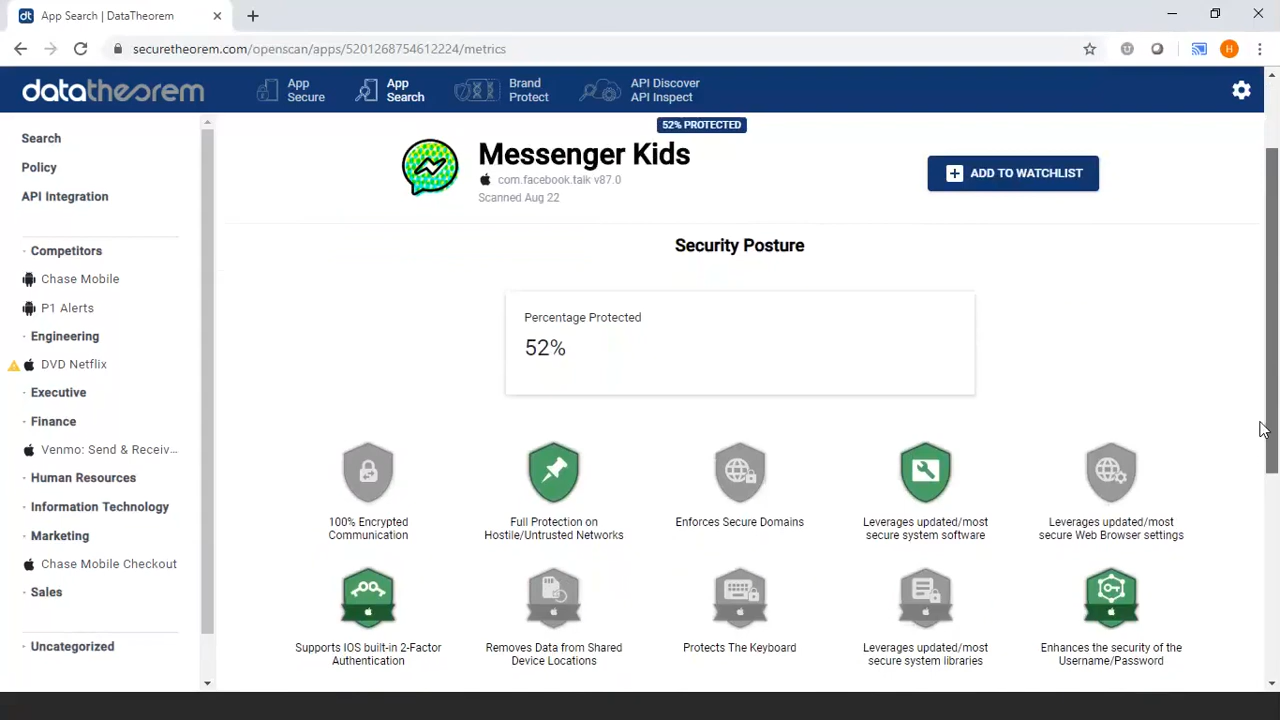 App Search | DataTheorem
securetheorem.com/openscan/apps/5201268754612224/metrics
H
datatheorem
App
Secure
App
Search
Brand
Protect
API Discover
API Inspect
Search
Policy
API Integration
Competitors
Chase Mobile
P1 Alerts
Engineering
DVD Netflix
Executive
Finance
Venmo: Send & Receiv...
Human Resources
Information Technology
Marketing
Chase Mobile Checkout
Sales
Uncategorized
52% PROTECTED
Messenger Kids
com.facebook.talk v87.0
Scanned Aug 22
ADD TO WATCHLIST
Security Posture
Percentage Protected
52%
100% Encrypted
Communication
Full Protection on
Hostile/Untrusted Networks
Enforces Secure Domains
Leverages updated/most
secure system software
Leverages updated/most
secure Web Browser settings
Supports IOS built-in 2-Factor
Authentication
Removes Data from Shared
Device Locations
Protects The Keyboard
Leverages updated/most
secure system libraries
Enhances the security of the
Username/Password